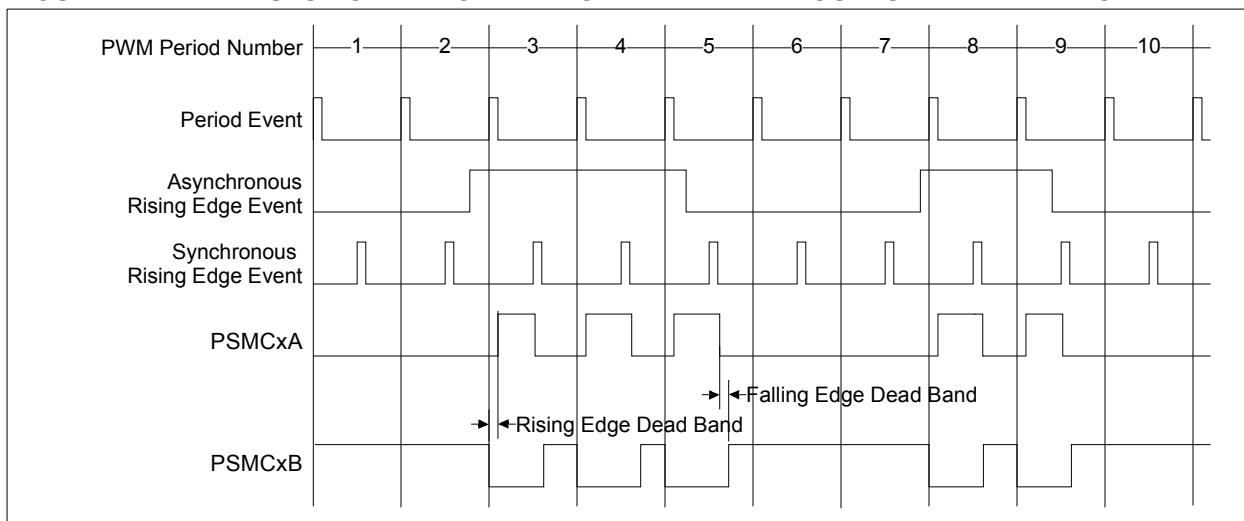 PWM Period Number
1 2 3 4 5 6 7 8 9 10
Period Event
Asynchronous
Rising Edge Event
Synchronous
Rising Edge Event
PSMCxA
Falling Edge Dead Band
Rising Edge Dead Band
PSMCxB